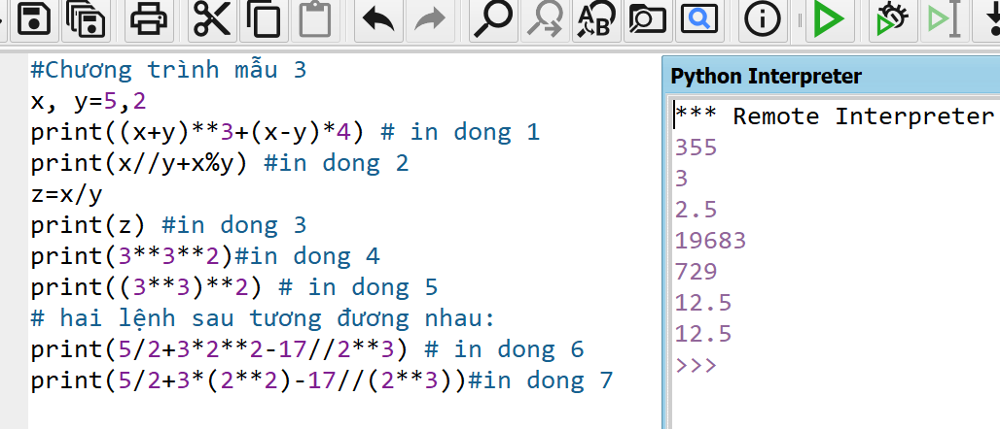 #Chương trình mẫu 3
x, y=5,2
print((x+y)**3+(x-y)*4) # in dong 1
print(x//y+x%y) #in dong 2
z=x/y
print(z) #in dong 3
print(3**3**2)#in dong 4
print((3**3)**2) # in dong 5
# hai lệnh sau tương đương nhau:
print(5/2+3*2**2-17//2**3) # in dong 6
print(5/2+3*(2**2)-17//(2**3))#in dong 7
Python Interpreter
*** Remote Interpreter
355
3
2.5
19683
729
12.5
12.5
>>>